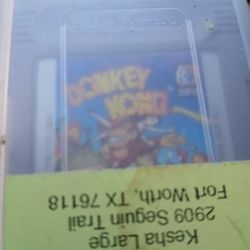 DONKEY
KONG
Kesha Large
2909 Seguin Trail
Fort Worth, TX 76118